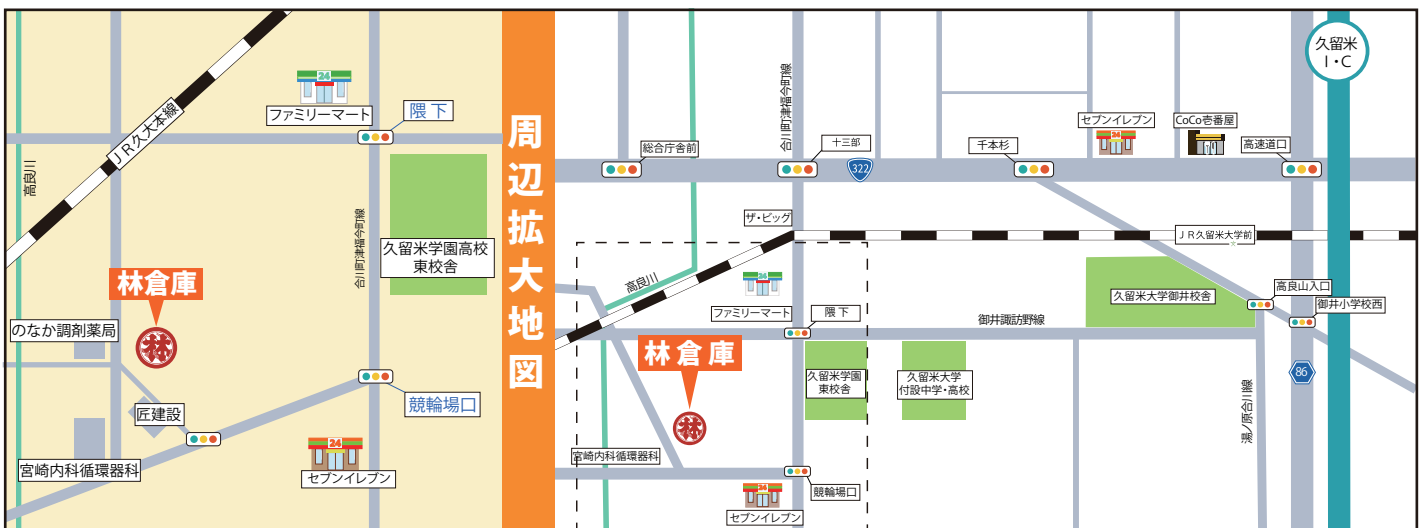 24
ファミリーマート
隈 下
JR久大本線
高良川
合川町津福今町線
久留米学園高校
東校舎
林倉庫
林
のなか調剤薬局
匠建設
競輪場口
宮崎内科循環器科
24
セブンイレブン
周辺拡大地図
久留米
I・C
合川町津福今町線
総合庁舎前
十三部
322
千本杉
セブンイレブン
24
CoCo壱番屋
高速道口
ザ・ビッグ
JR久留米大学前
高良川
24
ファミリーマート
隈 下
御井諏訪野線
久留米大学御井校舎
高良山入口
御井小学校西
林倉庫
林
久留米学園
東校舎
久留米大学
付設中学・高校
86
湯ノ原合川線
宮崎内科循環器科
競輪場口
24
セブンイレブン